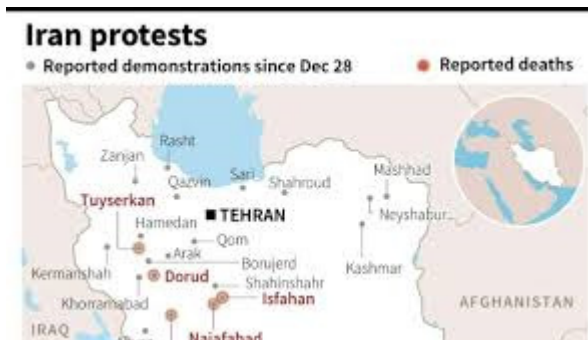 Iran protests
Reported demonstrations since Dec 28
Reported deaths
Rasht
Zanjan
Qazvin
Sari
Shahroud
Mashhad
Tuyserkan
TEHRAN
Neyshabur
Hamedan
Qom
Arak
Kashmar
Kermanshah
Borujerd
Dorud
Shahinshahr
Khorramabad
Isfahan
AFGHANISTAN
IRAQ
Najafabad